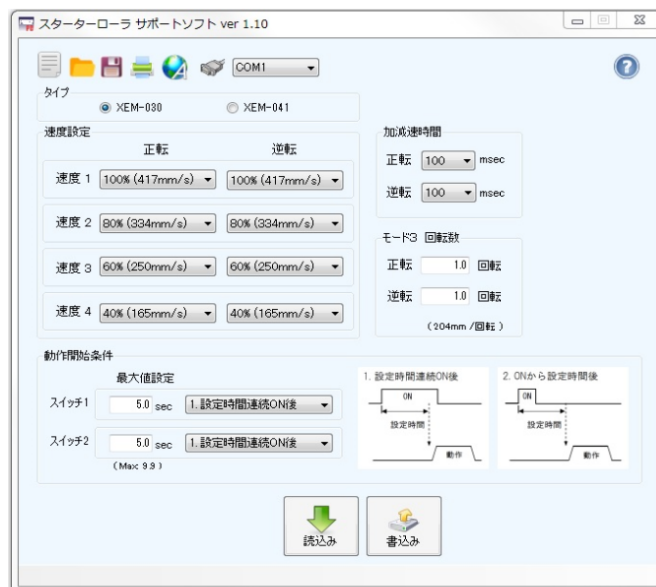 スターターローラ サポートソフト ver 1.10
COM1
タイプ
XEM-030 XEM-041
速度設定
正転 逆転
速度 1 100% (417mm/s) 100% (417mm/s)
速度 2 80% (334mm/s) 80% (334mm/s)
速度 3 60% (250mm/s) 60% (250mm/s)
速度 4 40% (165mm/s) 40% (165mm/s)
加減速時間
正転 100 msec
逆転 100 msec
モード3 回転数
正転 1.0 回転
逆転 1.0 回転
(204mm /回転)
動作開始条件
最大値設定
スイッチ1 5.0 sec 1.設定時間連続ON後
スイッチ2 5.0 sec 1.設定時間連続ON後
(Max 9.9)
1. 設定時間連続ON後
ON
設定時間
動作
2. ONから設定時間後
ON
設定時間
動作
読込み 書込み